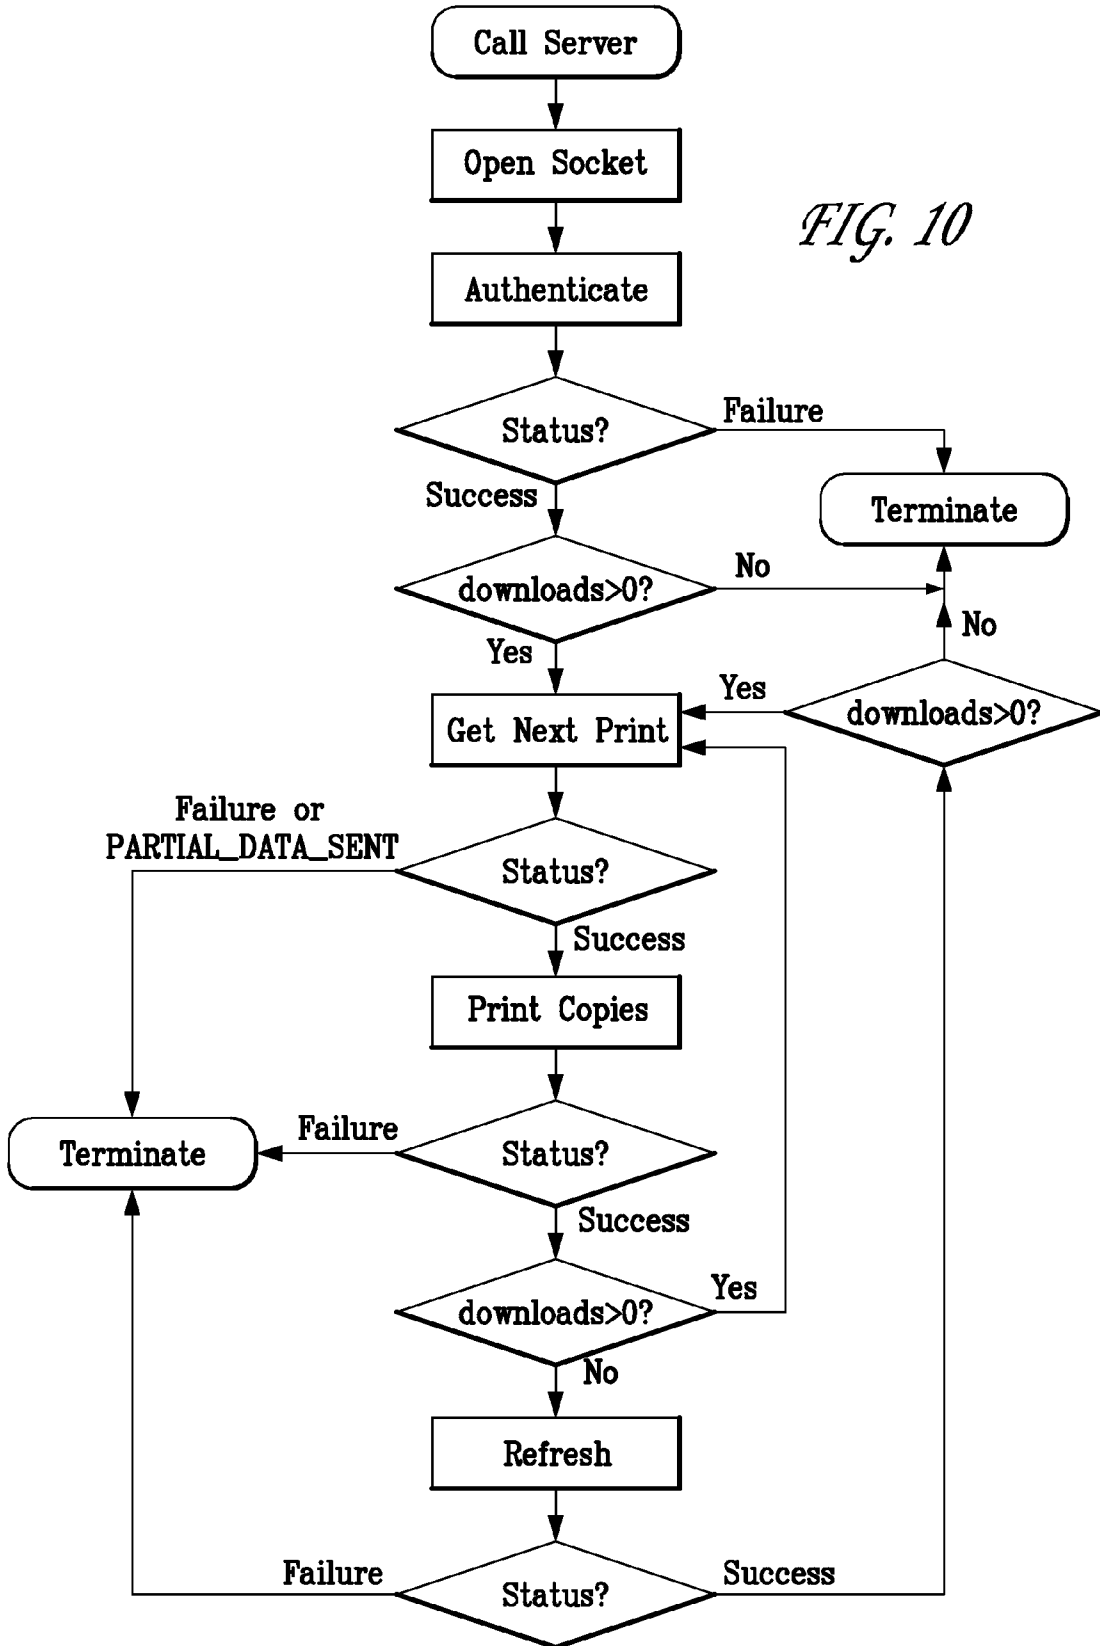 Call Server
Open Socket
FIG. 10
Authenticate
Status?
Failure
Success
Terminate
downloads>0?
No
No
Yes
Yes
downloads>0?
Get Next Print
Failure or
PARTIAL_DATA_SENT
Status?
Success
Print Copies
Terminate
Failure
Status?
Success
downloads>0?
Yes
No
Refresh
Failure
Status?
Success